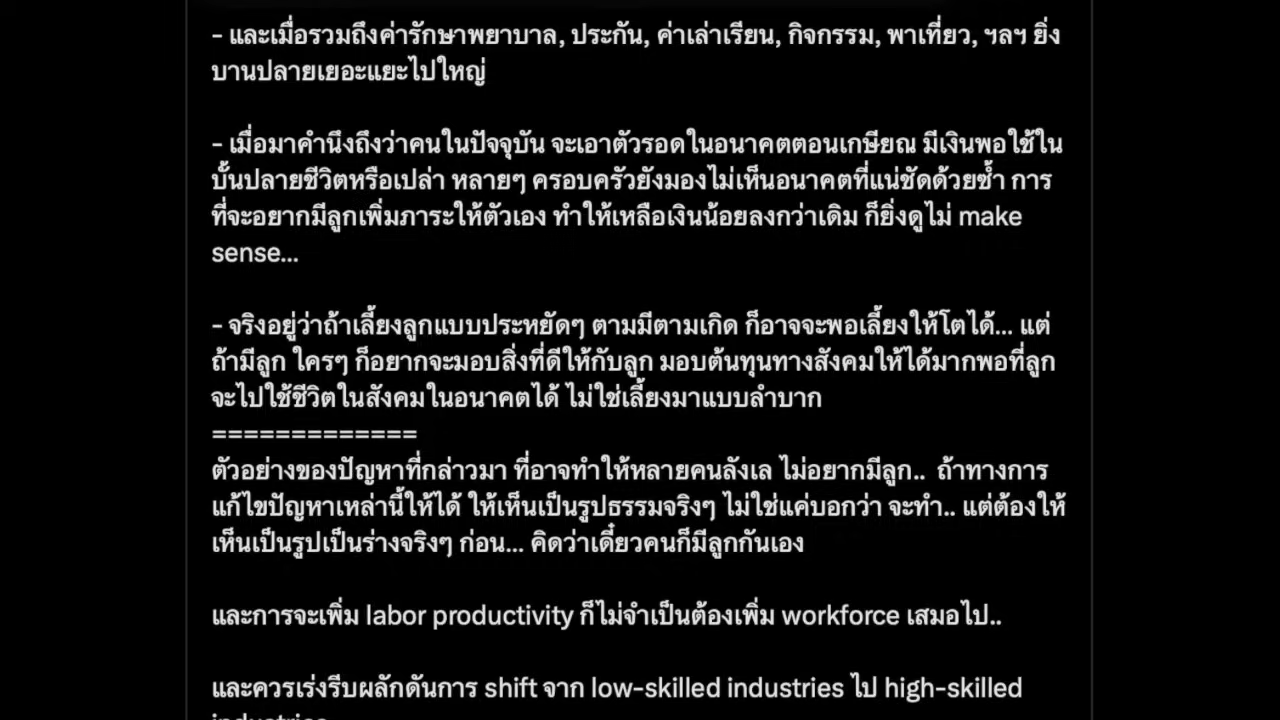 - และเมื่อรวมถึงค่ารักษาพยาบาล, ประกัน, ค่าเล่าเรียน, กิจกรรม, พาเที่ยว, ฯลฯ ยิ่ง
บานปลายเยอะแยะไปใหญ่
- เมื่อมาคำนึงถึงว่าคนในปัจจุบัน จะเอาตัวรอดในอนาคตตอนเกษียณ มีเงินพอใช้ใน
บั้นปลายชีวิตหรือเปล่า หลายๆ ครอบครัวยังมองไม่เห็นอนาคตที่แน่ชัดด้วยซ้ำ การ
ที่จะอยากมีลูกเพิ่มภาระให้ตัวเอง ทำให้เหลือเงินน้อยลงกว่าเดิม ก็ยิ่งดูไม่ make
sense...
- จริงอยู่ว่าถ้าเลี้ยงลูกแบบประหยัดๆ ตามมีตามเกิด ก็อาจจะพอเลี้ยงให้โตได้... แต่
ถ้ามีลูก ใครๆ ก็อยากจะมอบสิ่งที่ดีให้กับลูก มอบต้นทุนทางสังคมให้ได้มากพอที่ลูก
จะไปใช้ชีวิตในสังคมในอนาคตได้ ไม่ใช่เลี้ยงมาแบบลำบาก
=============
ตัวอย่างของปัญหาที่กล่าวมา ที่อาจทำให้หลายคนลังเล ไม่อยากมีลูก.. ถ้าทางการ
แก้ไขปัญหาเหล่านี้ให้ได้ ให้เห็นเป็นรูปธรรมจริงๆ ไม่ใช่แค่บอกว่า จะทำ.. แต่ต้องให้
เห็นเป็นรูปเป็นร่างจริงๆ ก่อน... คิดว่าเดี๋ยวคนก็มีลูกกันเอง
และการจะเพิ่ม labor productivity ก็ไม่จำเป็นต้องเพิ่ม workforce เสมอไป..
และควรเร่งรีบผลักดันการ shift จาก low-skilled industries ไป high-skilled